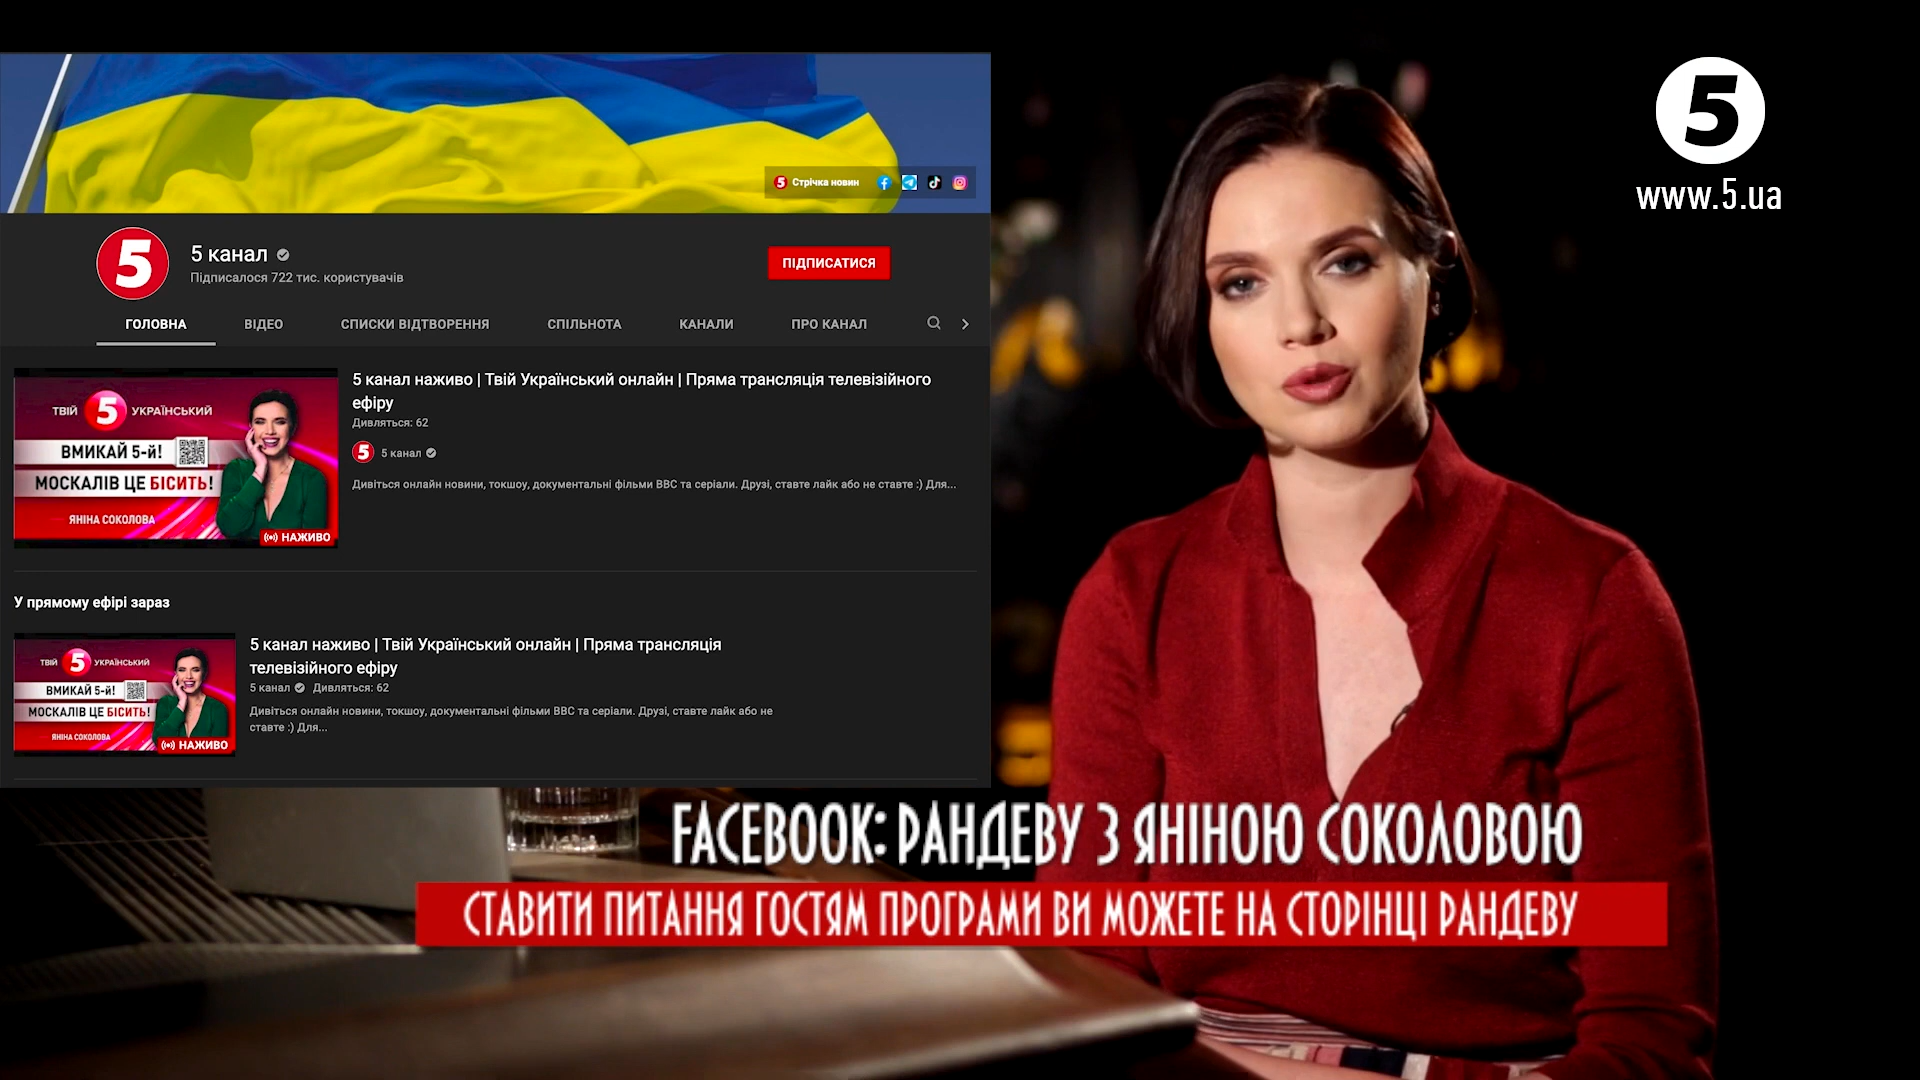 Стрічка новин
5 канал
Підписалося 722 тис. користувачів
ПІДПИСАТИСЯ
ГОЛОВНА
ВІДЕО
СПИСКИ ВІДТВОРЕННЯ
СПІЛЬНОТА
КАНАЛИ
ПРО КАНАЛ
ТВІЙ 5 УКРАЇНСЬКИЙ
ВМИКАЙ 5-й!
МОСКАЛІВ ЦЕ БІСИТЬ!
ЯНІНА СОКОЛОВА
НАЖИВО
5 канал наживо | Твій Український онлайн | Пряма трансляція телевізійного
ефіру
Дивляться: 62
5 канал
Дивіться онлайн новини, токшоу, документальні фільми BBC та серіали. Друзі, ставте лайк або не ставте :) Для...
У прямому ефірі зараз
ТВІЙ 5 УКРАЇНСЬКИЙ
ВМИКАЙ 5-й!
МОСКАЛІВ ЦЕ БІСИТЬ!
ЯНІНА СОКОЛОВА
НАЖИВО
5 канал наживо | Твій Український онлайн | Пряма трансляція
телевізійного ефіру
5 канал Дивляться: 62
Дивіться онлайн новини, токшоу, документальні фільми BBC та серіали. Друзі, ставте лайк або не
ставте :) Для...
5
www.5.ua
FACEBOOK: РАНДЕВУ З ЯНІНОЮ СОКОЛОВОЮ
СТАВИТИ ПИТАННЯ ГОСТЯМ ПРОГРАМИ ВИ МОЖЕТЕ НА СТОРІНЦІ РАНДЕВУ